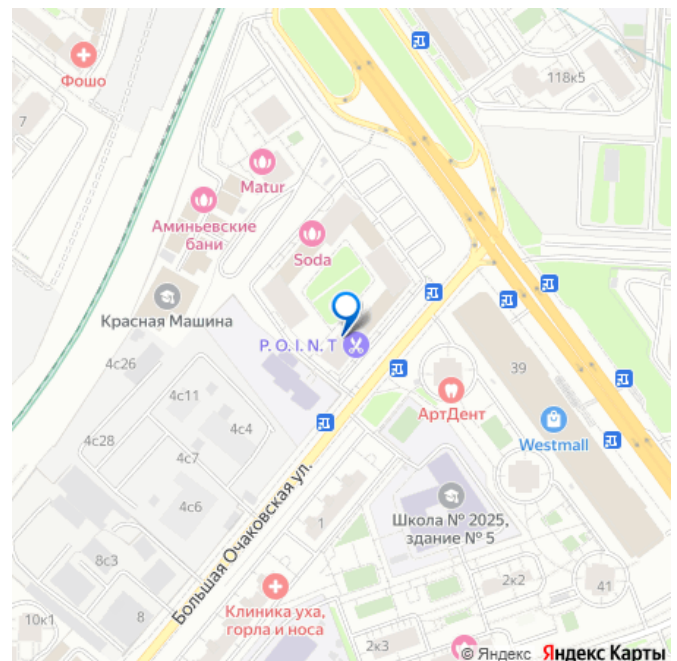 Фошо
118к5
7
Matur
Аминьевские
бани
Soda
Красная Машина
P. O. I. N. T
4с26
39
4с11
АртДент
4с4
Westmall
4с28
4с7
4с6
Школа № 2025,
здание № 5
1
Большая Очаковская ул.
8с3
2к2
41
Клиника уха,
горла и носа
10к1
8
2к3
© Яндекс Яндекс Карты